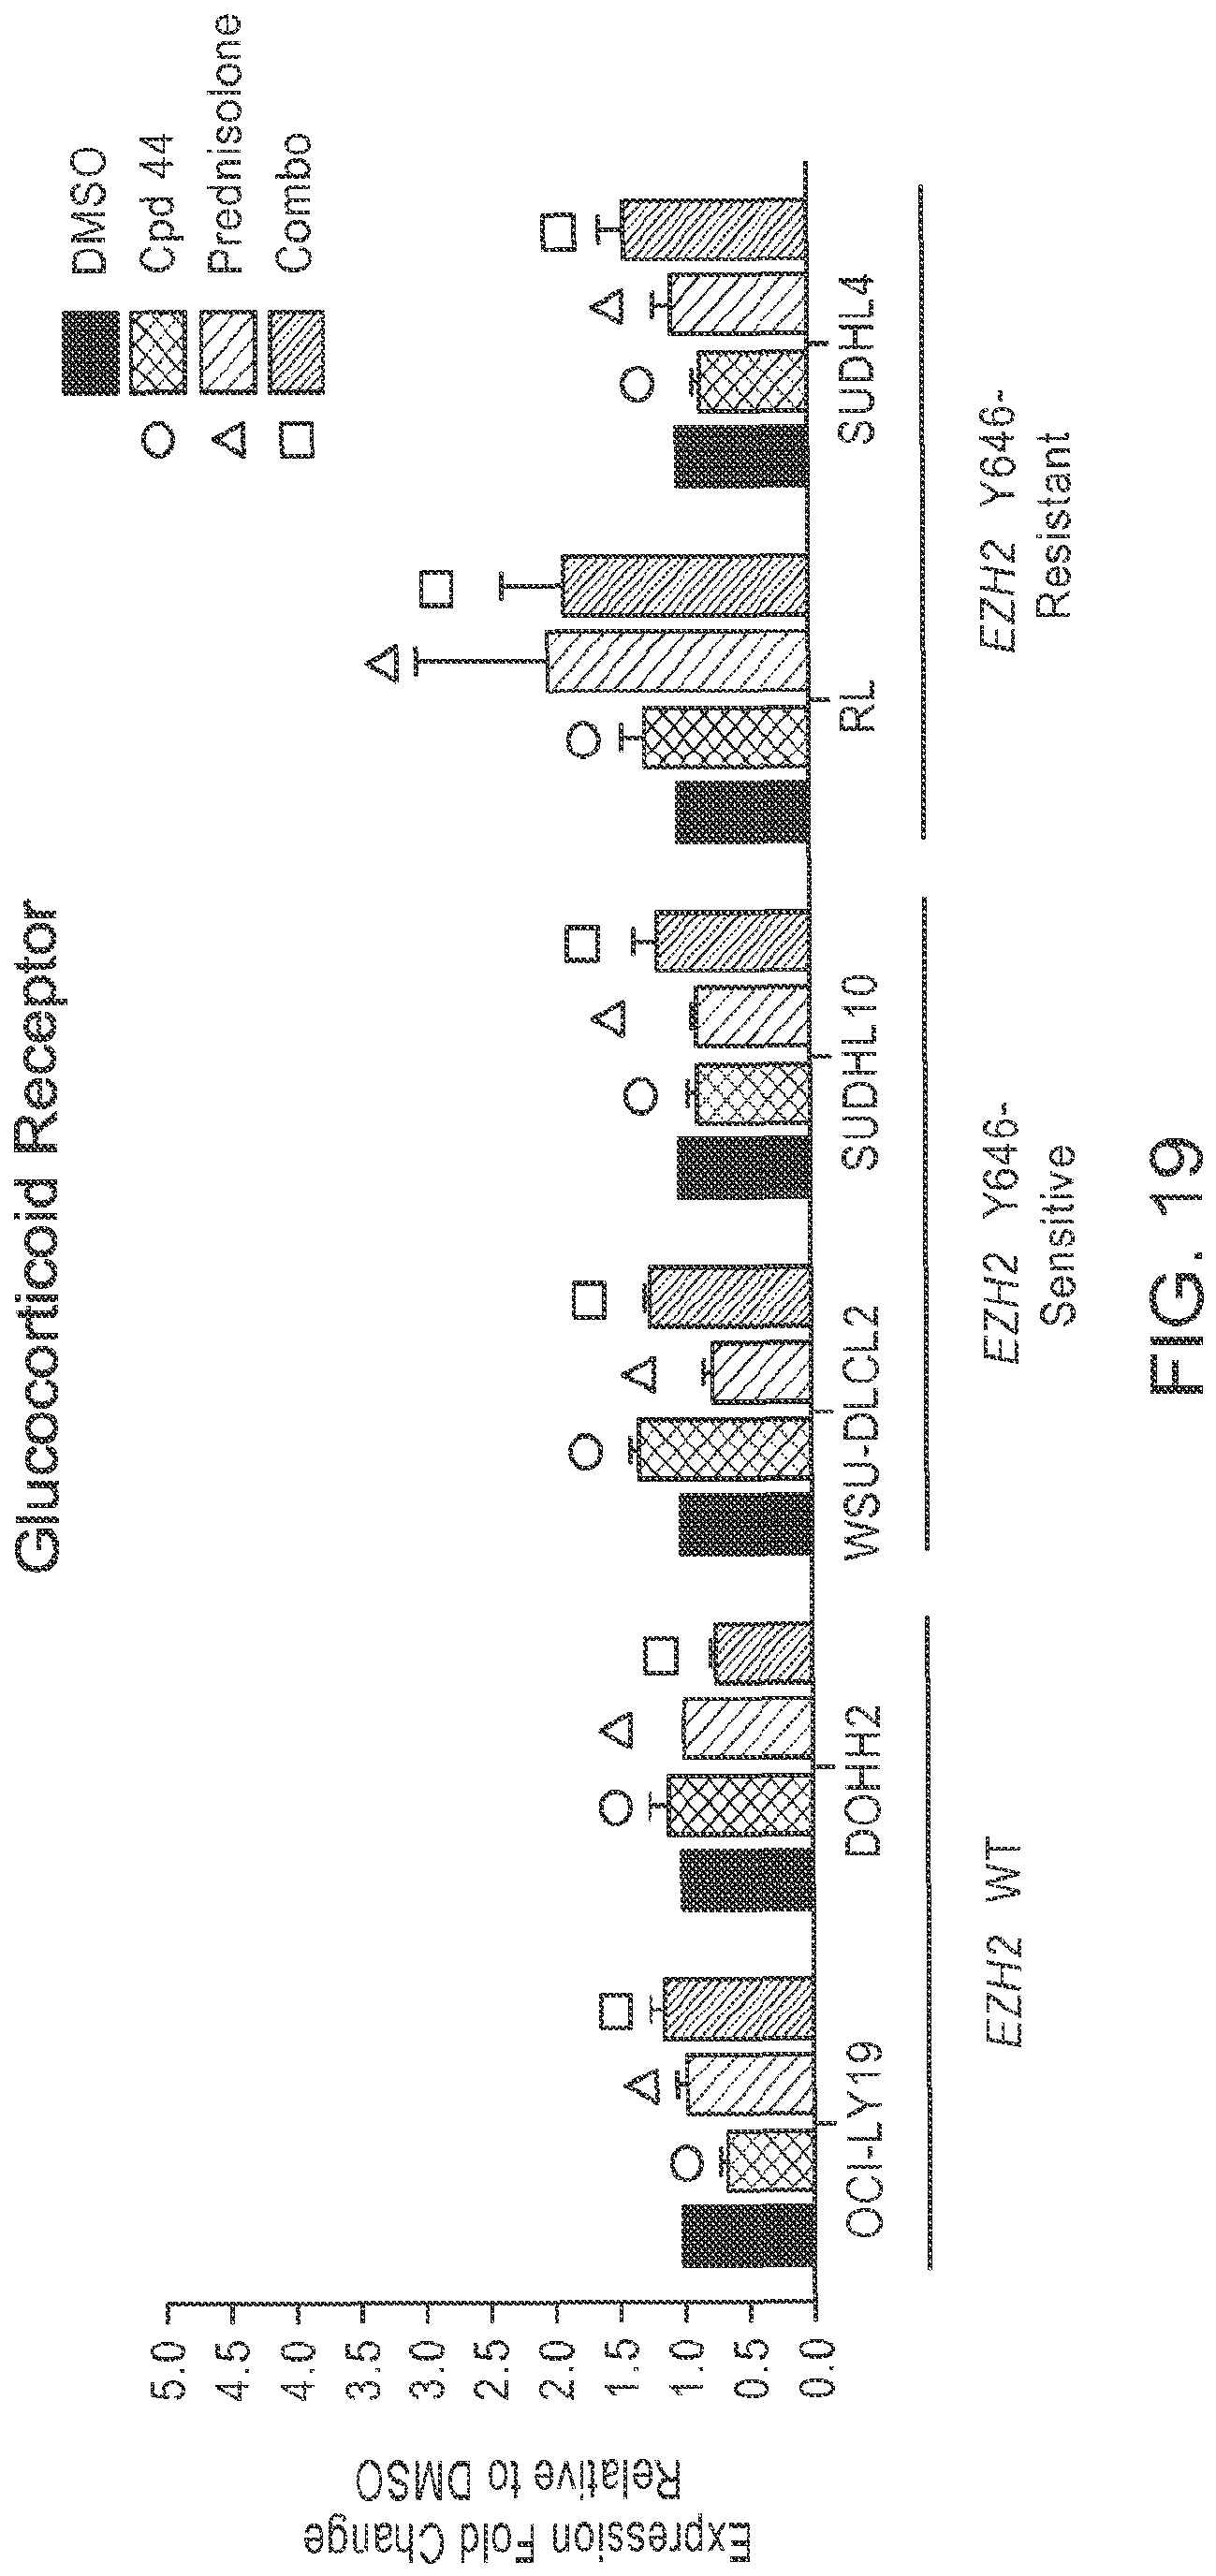 Glucocorticoid Receptor
DMSO
Cpd 44
Prednisolone
Combo
Expression Fold Change
Relative to DMSO
5.0
4.5
4.0
3.5
3.0
2.5
2.0
1.5
1.0
0.5
0.0
OCI-LY19
DOHH2
WSU-DLCL2
SUDHL10
RL
SUDHL4
EZH2 WT
EZH2 Y646-
Sensitive
EZH2 Y646-
Resistant
FIG. 19